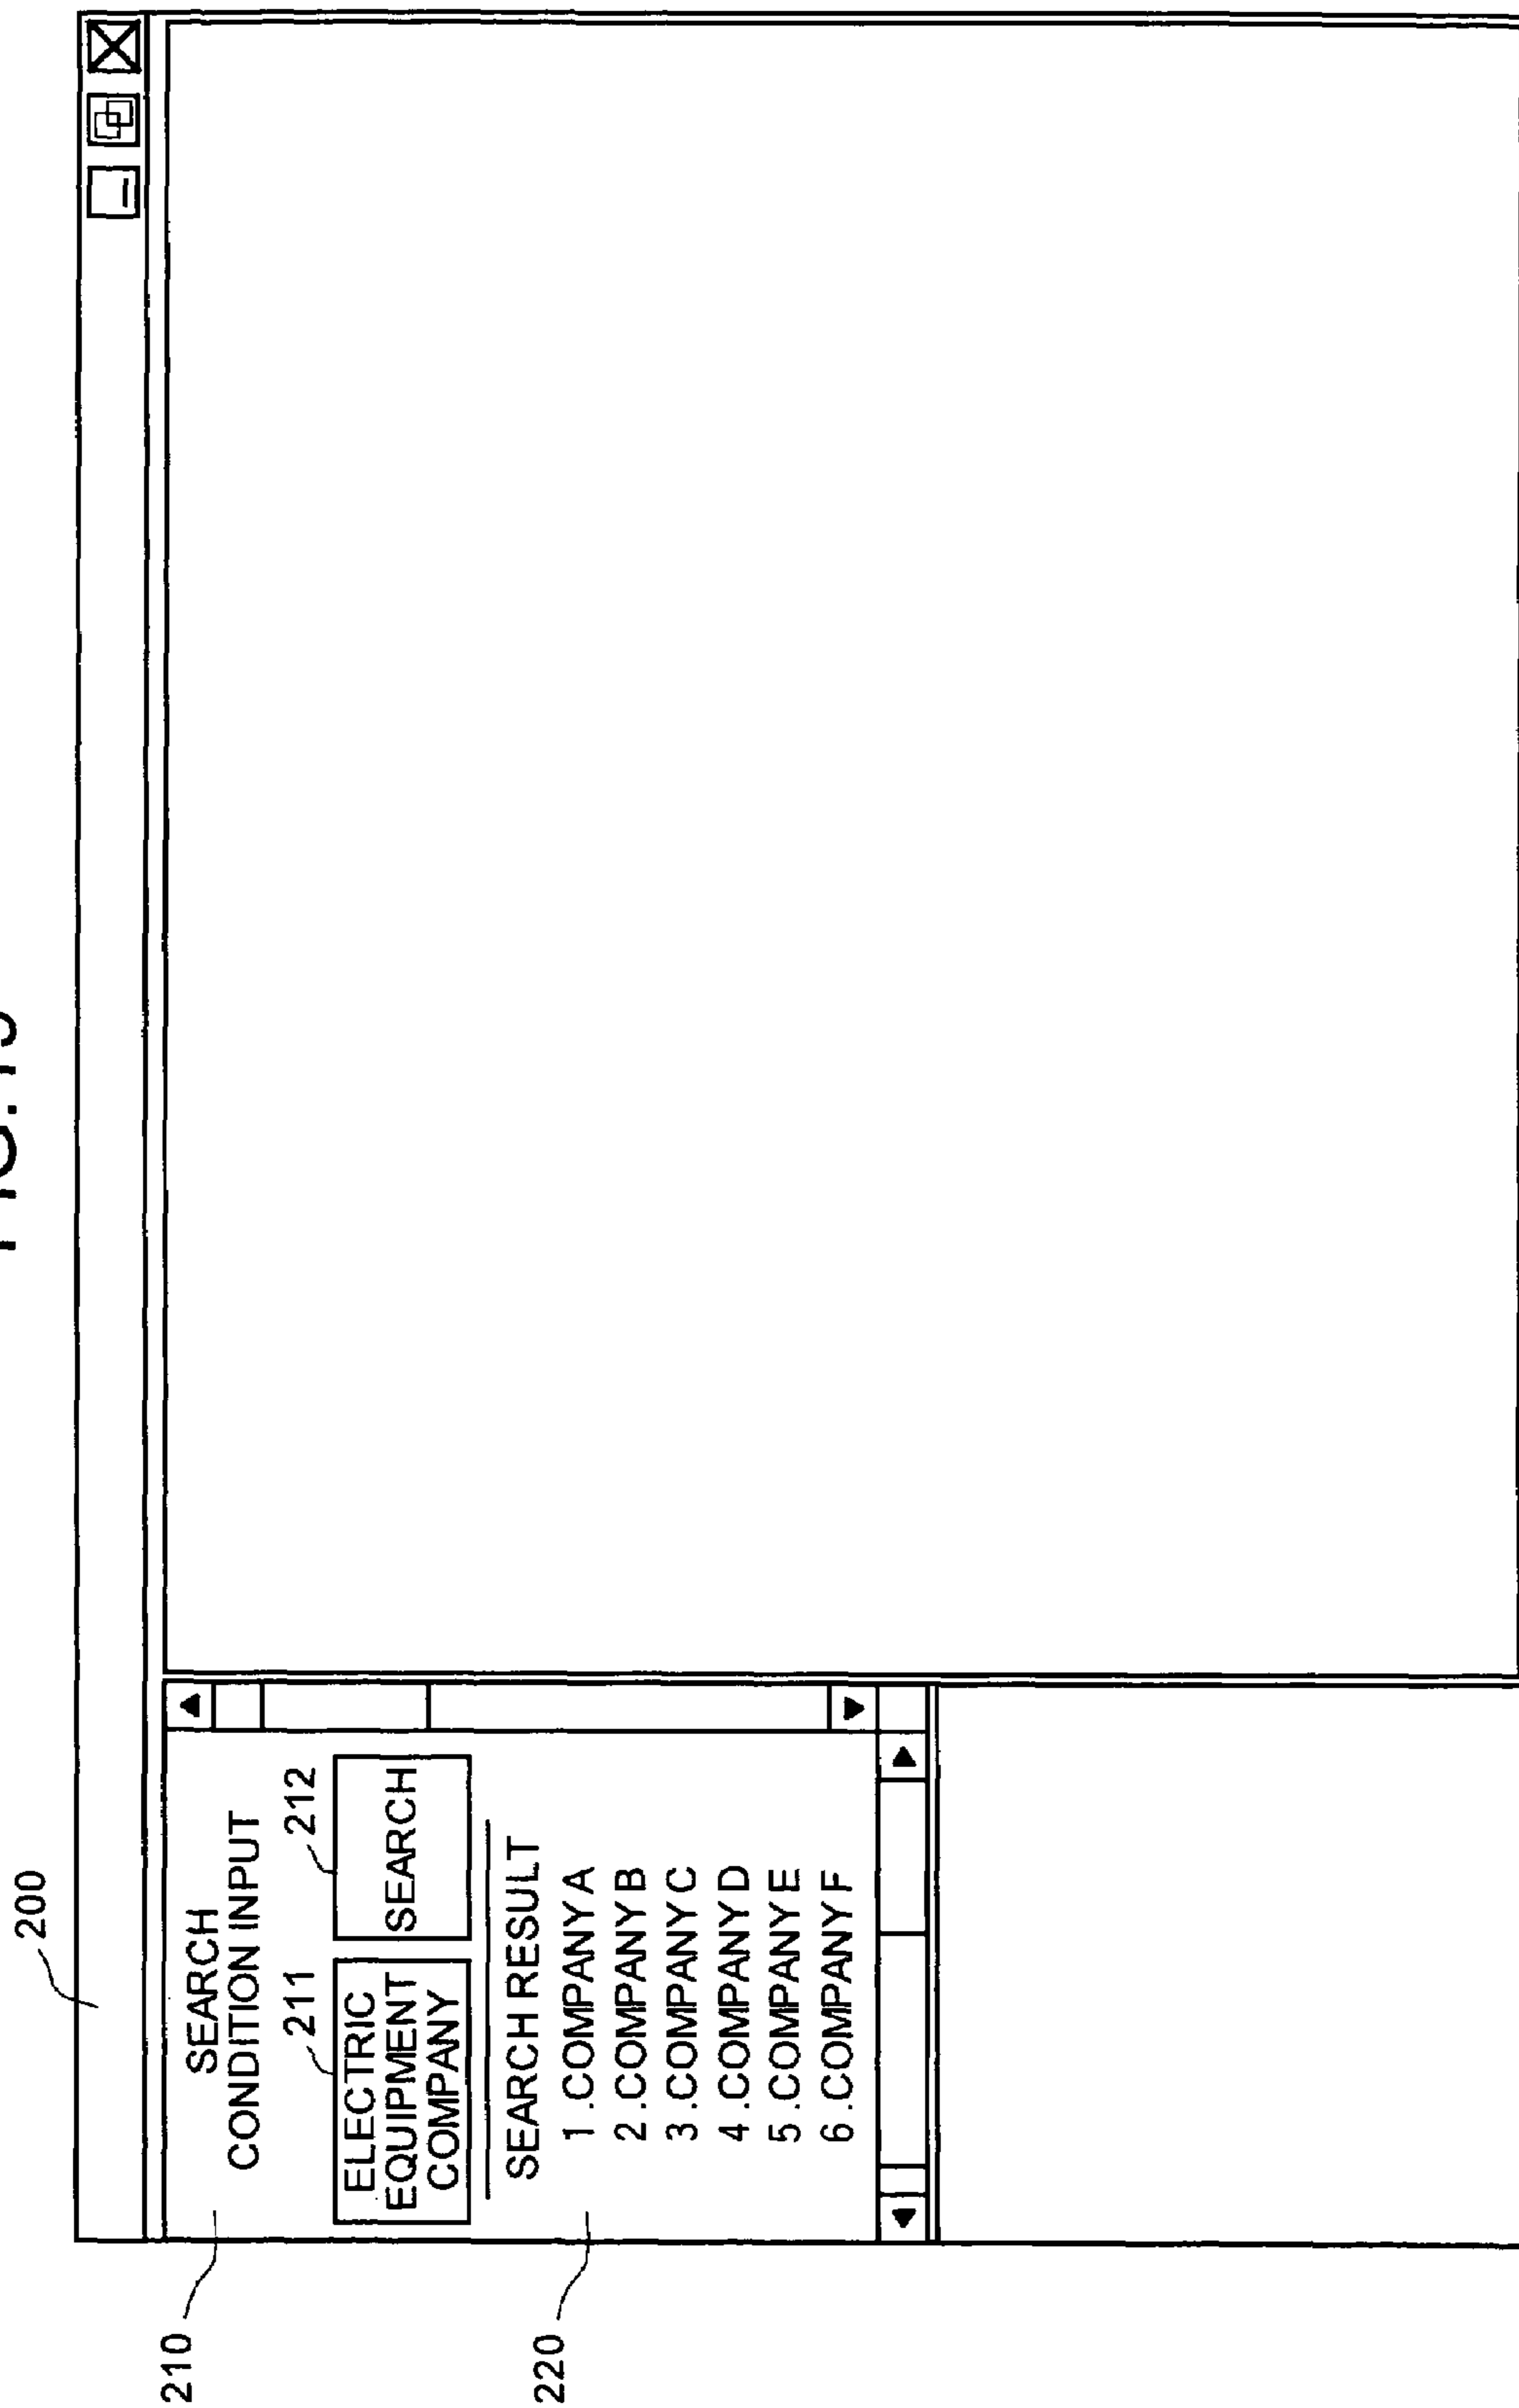 200
210
SEARCH
CONDITION INPUT
211
212
ELECTRIC
EQUIPMENT
COMPANY
SEARCH
220
SEARCH RESULT
1.COMPANY A
2.COMPANY B
3.COMPANY C
4.COMPANY D
5.COMPANY E
6.COMPANY F